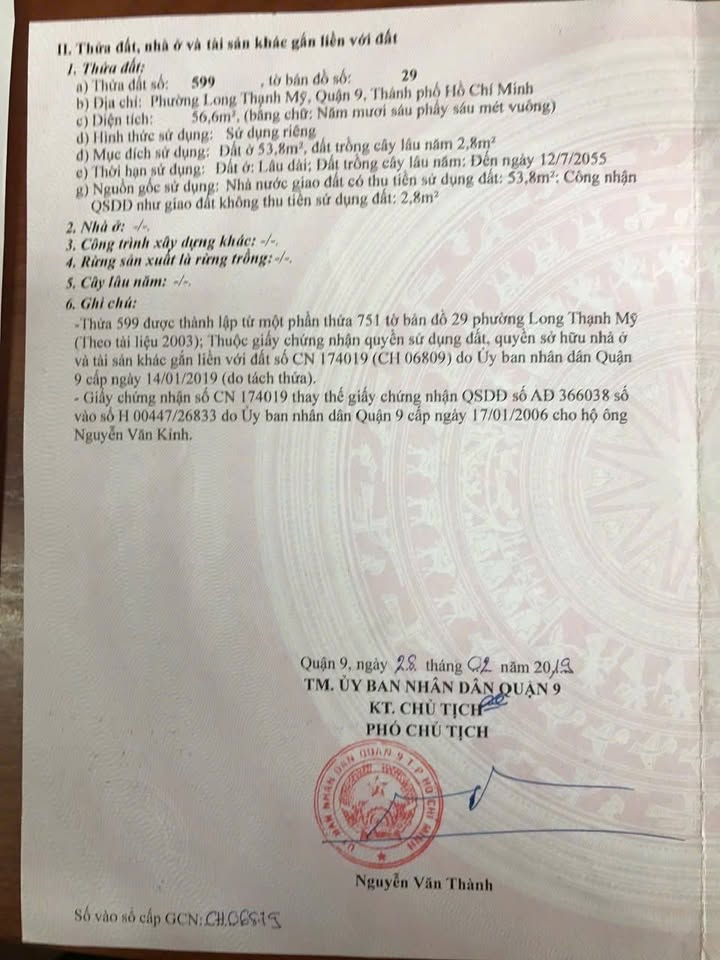 II. Thửa đất, nhà ở và tài sản khác gắn liền với đất
1. Thửa đất:
a) Thửa đất số: 599 , tờ bản đồ số: 29
b) Địa chỉ: Phường Long Thạnh Mỹ, Quận 9, Thành phố Hồ Chí Minh
c) Diện tích: 56,6m², (bằng chữ: Năm mươi sáu phẩy sáu mét vuông)
d) Hình thức sử dụng: Sử dụng riêng
đ) Mục đích sử dụng: Đất ở 53,8m², đất trồng cây lâu năm 2,8m²
e) Thời hạn sử dụng: Đất ở: Lâu dài; Đất trồng cây lâu năm: Đến ngày 12/7/2055
g) Nguồn gốc sử dụng: Nhà nước giao đất có thu tiền sử dụng đất: 53,8m²; Công nhận
QSDĐ như giao đất không thu tiền sử dụng đất: 2,8m²
2. Nhà ở: -/-.
3. Công trình xây dựng khác: -/-.
4. Rừng sản xuất là rừng trồng: -/-.
5. Cây lâu năm: -/-.
6. Ghi chú:
-Thửa 599 được thành lập từ một phần thửa 751 tờ bản đồ 29 phường Long Thạnh Mỹ
(Theo tài liệu 2003); Thuộc giấy chứng nhận quyền sử dụng đất, quyền sở hữu nhà ở
và tài sản khác gắn liền với đất số CN 174019 (CH 06809) do Ủy ban nhân dân Quận
9 cấp ngày 14/01/2019 (do tách thửa).
- Giấy chứng nhận số CN 174019 thay thế giấy chứng nhận QSDĐ số AĐ 366038 số
vào số H 00447/26833 do Ủy ban nhân dân Quận 9 cấp ngày 17/01/2006 cho hộ ông
Nguyễn Văn Kinh.
Quận 9, ngày 28 tháng 02 năm 2019
TM. ỦY BAN NHÂN DÂN QUẬN 9
KT. CHỦ TỊCH
PHÓ CHỦ TỊCH
ỦY BAN NHÂN DÂN QUẬN 9 T.P HỒ CHÍ MINH
Nguyễn Văn Thành
Số vào sổ cấp GCN: CH.06819